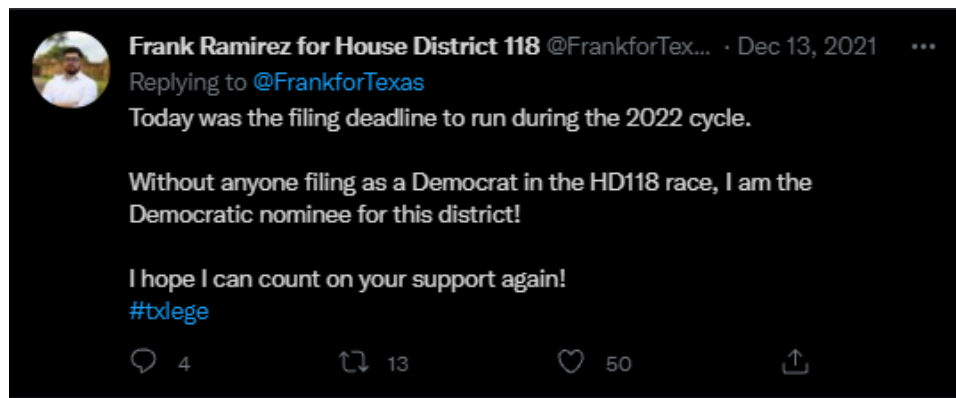 Frank Ramirez for House District 118 @FrankforTex... · Dec 13, 2021 ...
Replying to @FrankforTexas
Today was the filing deadline to run during the 2022 cycle.
Without anyone filing as a Democrat in the HD118 race, I am the
Democratic nominee for this district!
I hope I can count on your support again!
#txlege
4 13 50